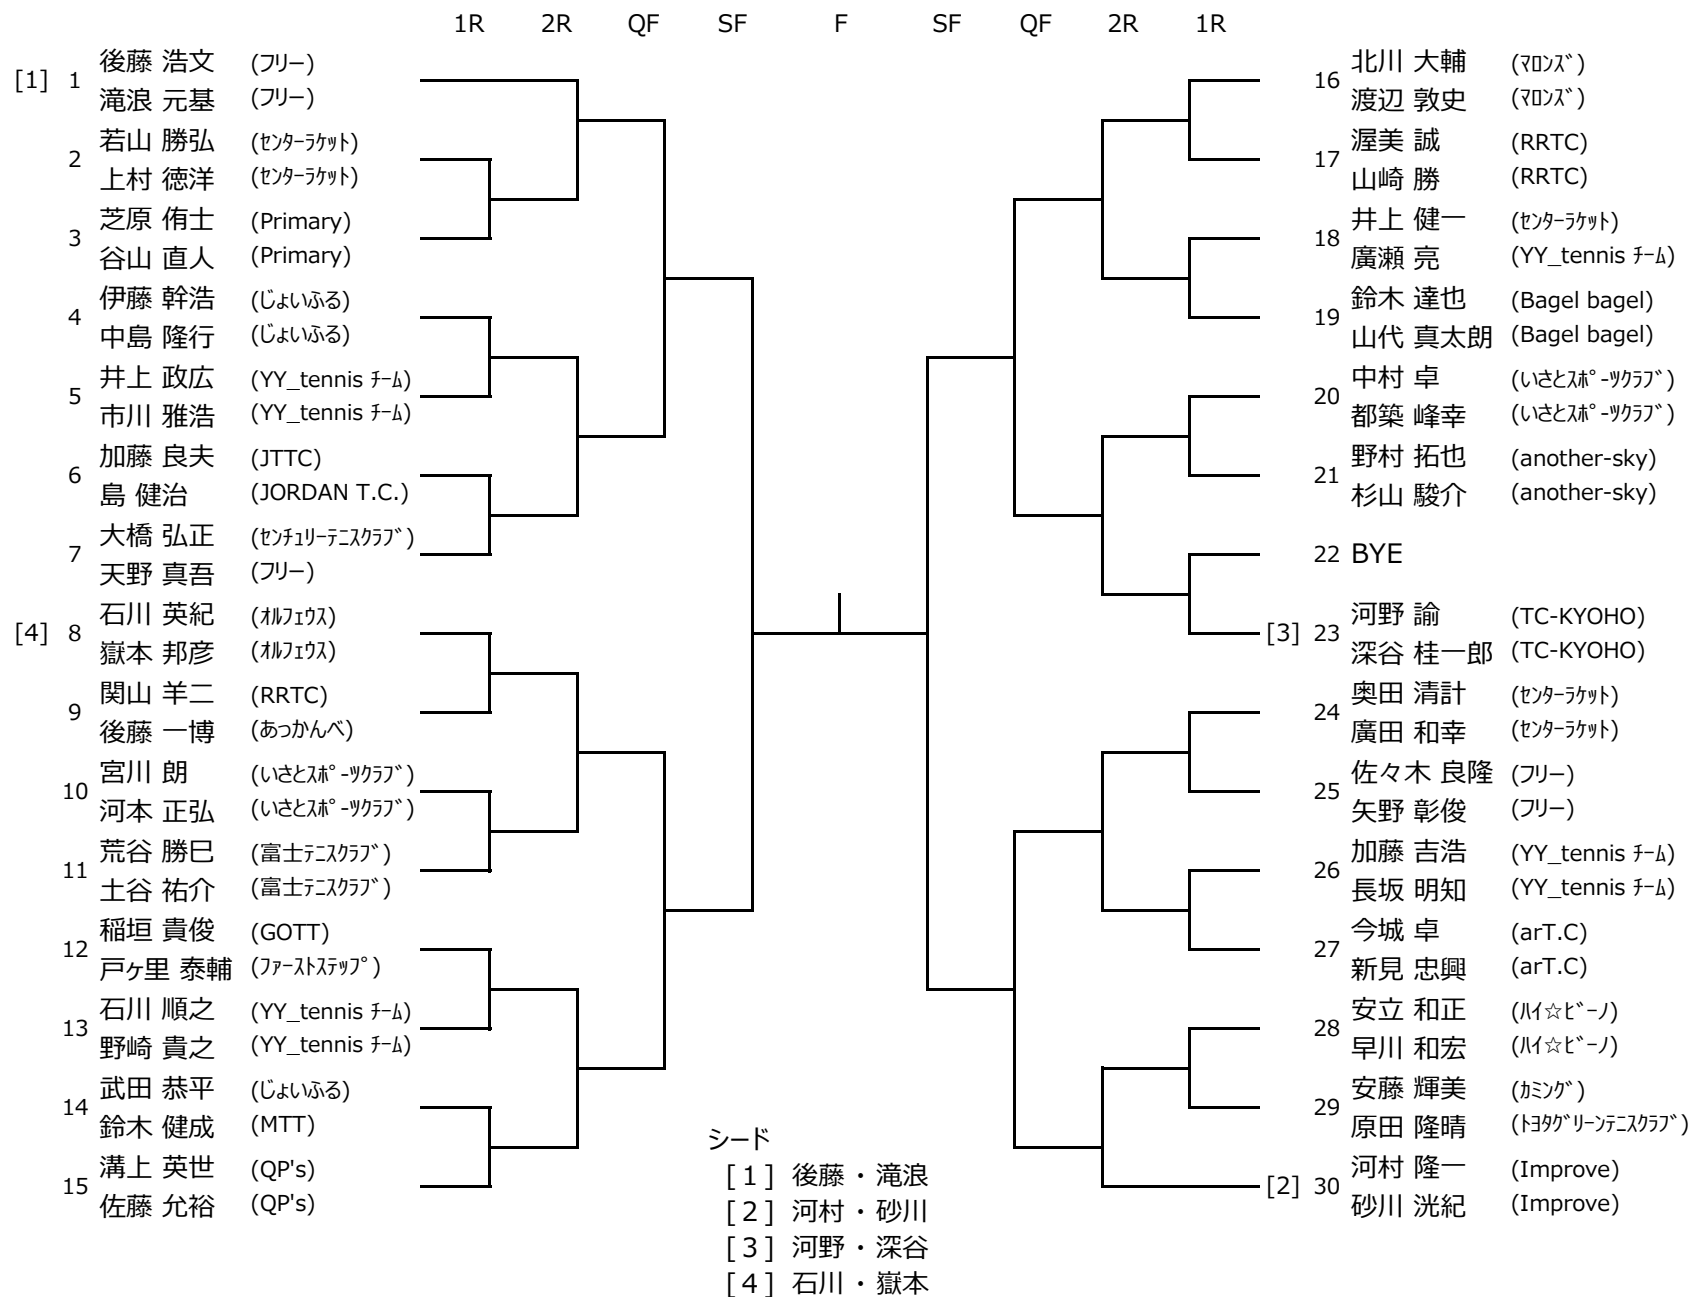 1R 2R QF SF F SF QF 2R 1R
[1] 1 後藤 浩文 (フリー)
滝浪 元基 (フリー)
2 若山 勝弘 (ｾﾝﾀｰﾗｹｯﾄ)
上村 徳洋 (ｾﾝﾀｰﾗｹｯﾄ)
3 芝原 侑士 (Primary)
谷山 直人 (Primary)
4 伊藤 幹浩 (じょいふる)
中島 隆行 (じょいふる)
5 井上 政広 (YY_tennis ﾁｰﾑ)
市川 雅浩 (YY_tennis ﾁｰﾑ)
6 加藤 良夫 (JTTC)
島 健治 (JORDAN T.C.)
7 大橋 弘正 (ｾﾝﾁｭﾘｰﾃﾆｽｸﾗﾌﾞ)
天野 真吾 (フリー)
[4] 8 石川 英紀 (ｵﾙﾌｪｳｽ)
嶽本 邦彦 (ｵﾙﾌｪｳｽ)
9 関山 羊二 (RRTC)
後藤 一博 (あっかんべ)
10 宮川 朗 (いさとｽﾎﾟｰﾂｸﾗﾌﾞ)
河本 正弘 (いさとｽﾎﾟｰﾂｸﾗﾌﾞ)
11 荒谷 勝巳 (富士ﾃﾆｽｸﾗﾌﾞ)
土谷 祐介 (富士ﾃﾆｽｸﾗﾌﾞ)
12 稲垣 貴俊 (GOTT)
戸ヶ里 泰輔 (ﾌｧｰｽﾄｽﾃｯﾌﾟ)
13 石川 順之 (YY_tennis ﾁｰﾑ)
野崎 貴之 (YY_tennis ﾁｰﾑ)
14 武田 恭平 (じょいふる)
鈴木 健成 (MTT)
15 溝上 英世 (QP's)
佐藤 允裕 (QP's)
16 北川 大輔 (ﾏﾛﾝｽﾞ)
渡辺 敦史 (ﾏﾛﾝｽﾞ)
17 渥美 誠 (RRTC)
山崎 勝 (RRTC)
18 井上 健一 (ｾﾝﾀｰﾗｹｯﾄ)
廣瀬 亮 (YY_tennis ﾁｰﾑ)
19 鈴木 達也 (Bagel bagel)
山代 真太朗 (Bagel bagel)
20 中村 卓 (いさとｽﾎﾟｰﾂｸﾗﾌﾞ)
都築 峰幸 (いさとｽﾎﾟｰﾂｸﾗﾌﾞ)
21 野村 拓也 (another-sky)
杉山 駿介 (another-sky)
22 BYE
[3] 23 河野 諭 (TC-KYOHO)
深谷 桂一郎 (TC-KYOHO)
24 奥田 清計 (ｾﾝﾀｰﾗｹｯﾄ)
廣田 和幸 (ｾﾝﾀｰﾗｹｯﾄ)
25 佐々木 良隆 (フリー)
矢野 彰俊 (フリー)
26 加藤 吉浩 (YY_tennis ﾁｰﾑ)
長坂 明知 (YY_tennis ﾁｰﾑ)
27 今城 卓 (arT.C)
新見 忠興 (arT.C)
28 安立 和正 (ﾊｲ☆ﾋﾞｰﾉ)
早川 和宏 (ﾊｲ☆ﾋﾞｰﾉ)
29 安藤 輝美 (ｶﾐﾝｸﾞ)
原田 隆晴 (ﾄﾖﾀｸﾞﾘｰﾝﾃﾆｽｸﾗﾌﾞ)
[2] 30 河村 隆一 (Improve)
砂川 洸紀 (Improve)
シード
[１] 後藤・滝浪
[２] 河村・砂川
[３] 河野・深谷
[４] 石川・嶽本